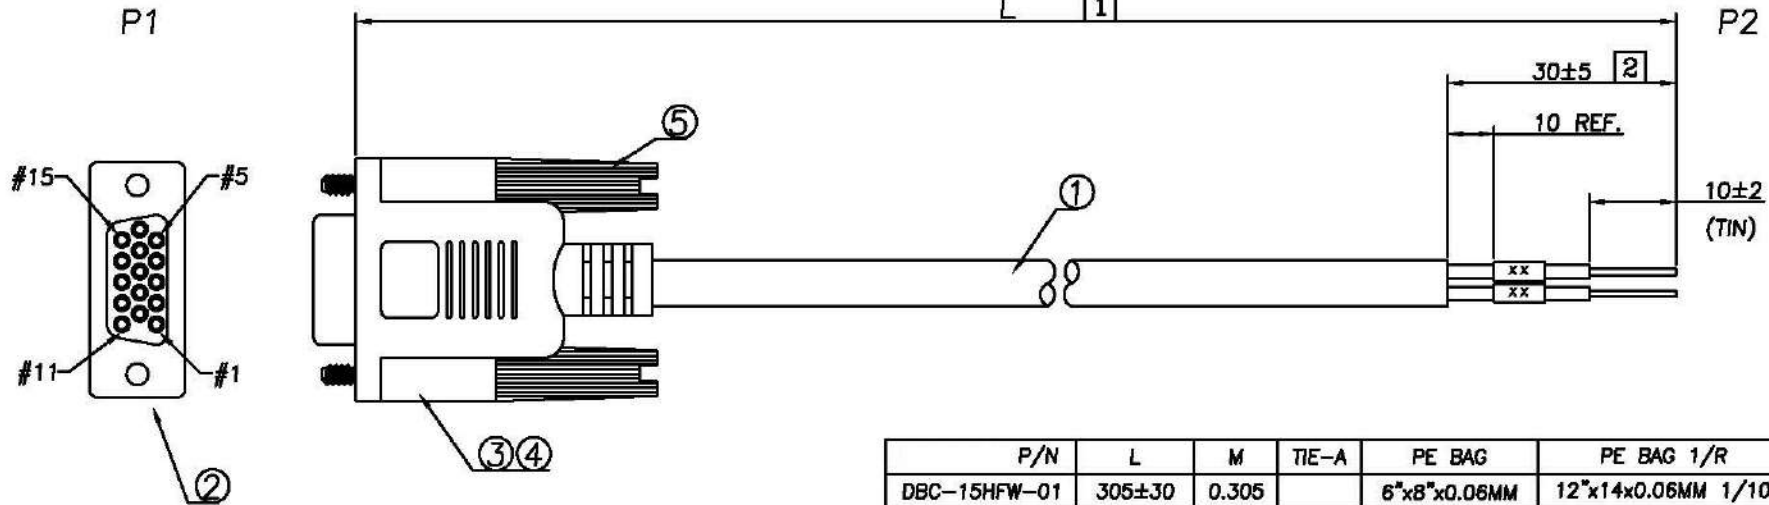 P1
L 1
P2
30±5 2
10 REF.
⑤
#15
#5
①
10±2
(TIN)
XX
XX
#11
#1
③④
②
P/N L M TIE-A PE BAG PE BAG 1/R
DBC-15HFW-01 305±30 0.305 6"x8"x0.06MM 12"x14x0.06MM 1/10